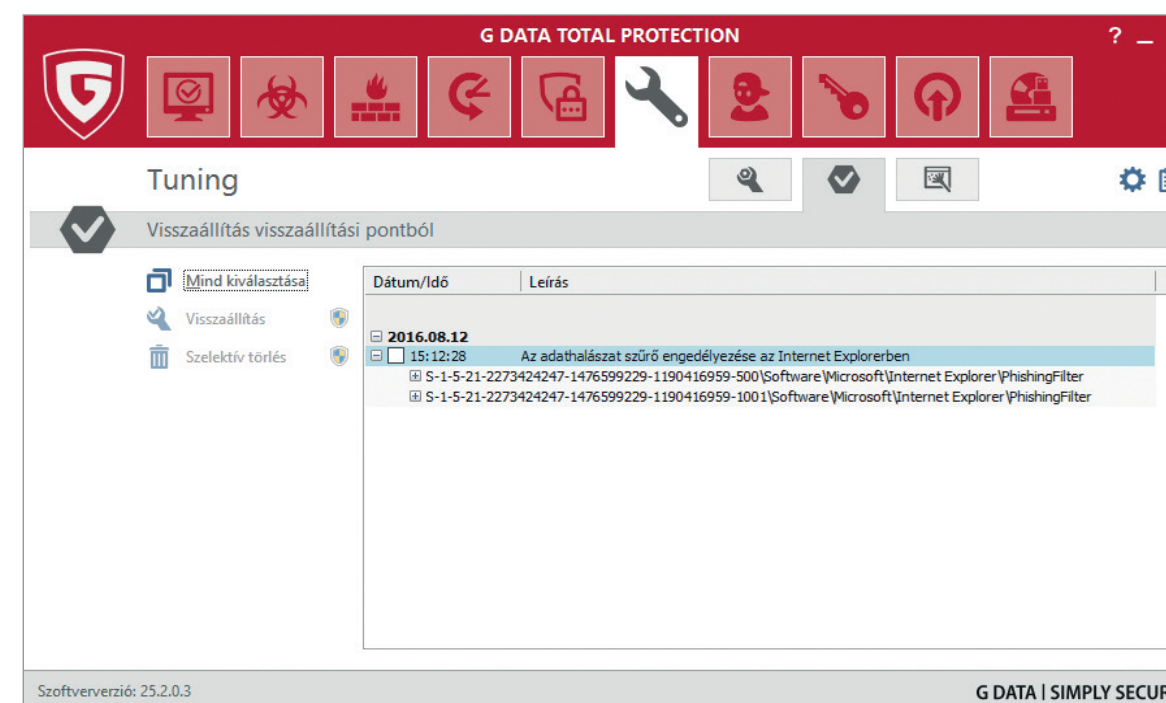 G DATA TOTAL PROTECTION
? _
Tuning
Visszaállítás visszaállítási pontból
Mind kiválasztása
Visszaállítás
Szelektív törlés
Dátum/Idő Leírás
2016.08.12
15:12:28 Az adathalászat szűrő engedélyezése az Internet Explorerben
S-1-5-21-2273424247-1476599229-1190416959-500\Software\Microsoft\Internet Explorer\PhishingFilter
S-1-5-21-2273424247-1476599229-1190416959-1001\Software\Microsoft\Internet Explorer\PhishingFilter
Szoftververzió: 25.2.0.3
G DATA | SIMPLY SECUR